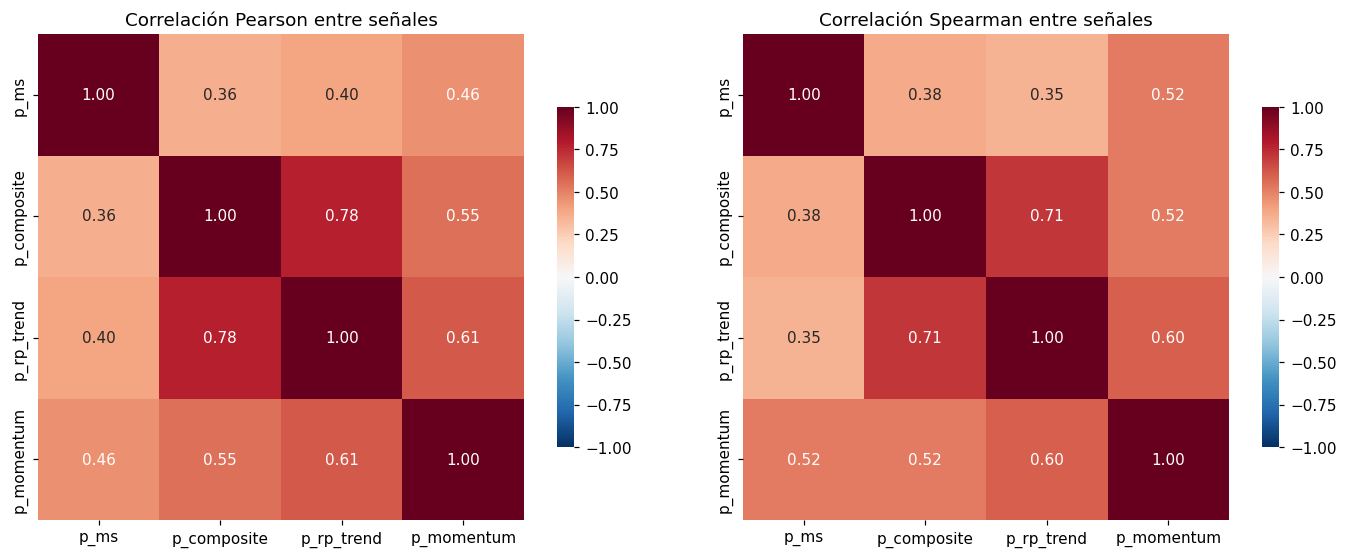 Correlación Pearson entre señales
p_ms
1.00
0.36
0.40
0.46
p_composite
0.36
1.00
0.78
0.55
p_rp_trend
0.40
0.78
1.00
0.61
p_momentum
0.46
0.55
0.61
1.00
p_ms
p_composite
p_rp_trend
p_momentum
1.00
0.75
0.50
0.25
0.00
−0.25
−0.50
−0.75
−1.00
Correlación Spearman entre señales
p_ms
1.00
0.38
0.35
0.52
p_composite
0.38
1.00
0.71
0.52
p_rp_trend
0.35
0.71
1.00
0.60
p_momentum
0.52
0.52
0.60
1.00
p_ms
p_composite
p_rp_trend
p_momentum
1.00
0.75
0.50
0.25
0.00
−0.25
−0.50
−0.75
−1.00